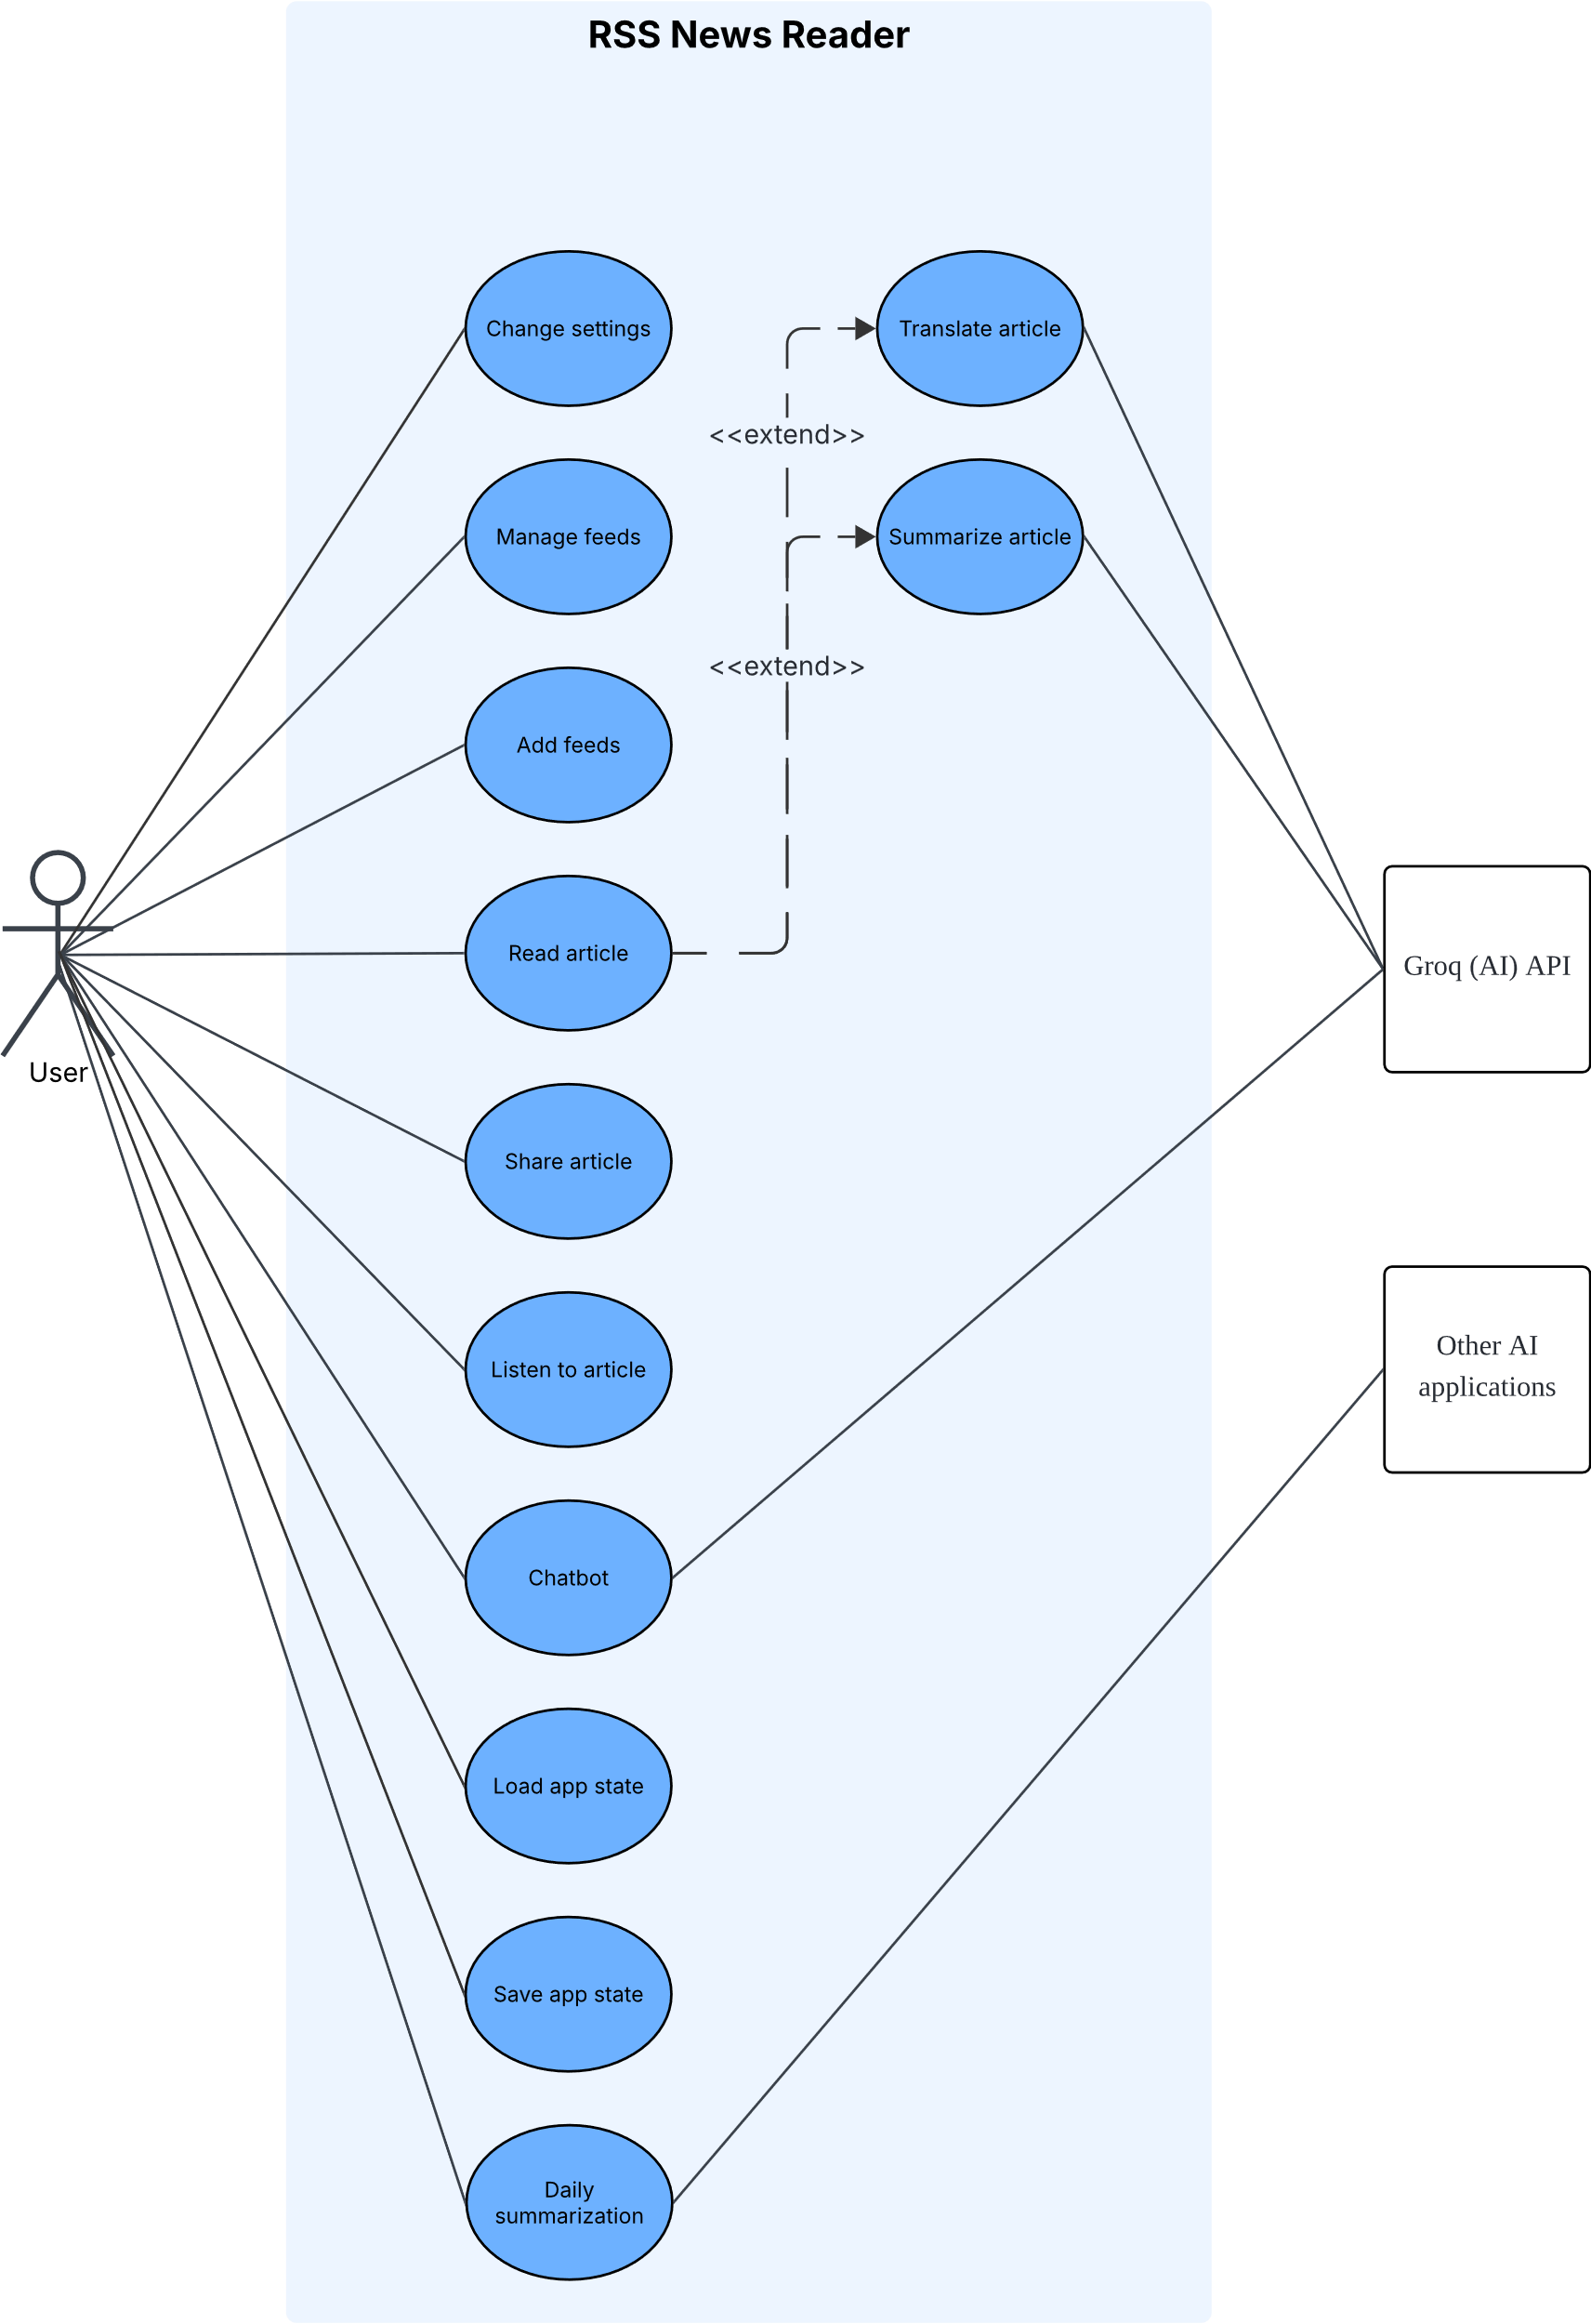 RSS News Reader
Change settings
Translate article
<<extend>>
Manage feeds
Summarize article
<<extend>>
Add feeds
Read article
Groq (AI) API
User
Share article
Listen to article
Other AI
applications
Chatbot
Load app state
Save app state
Daily
summarization